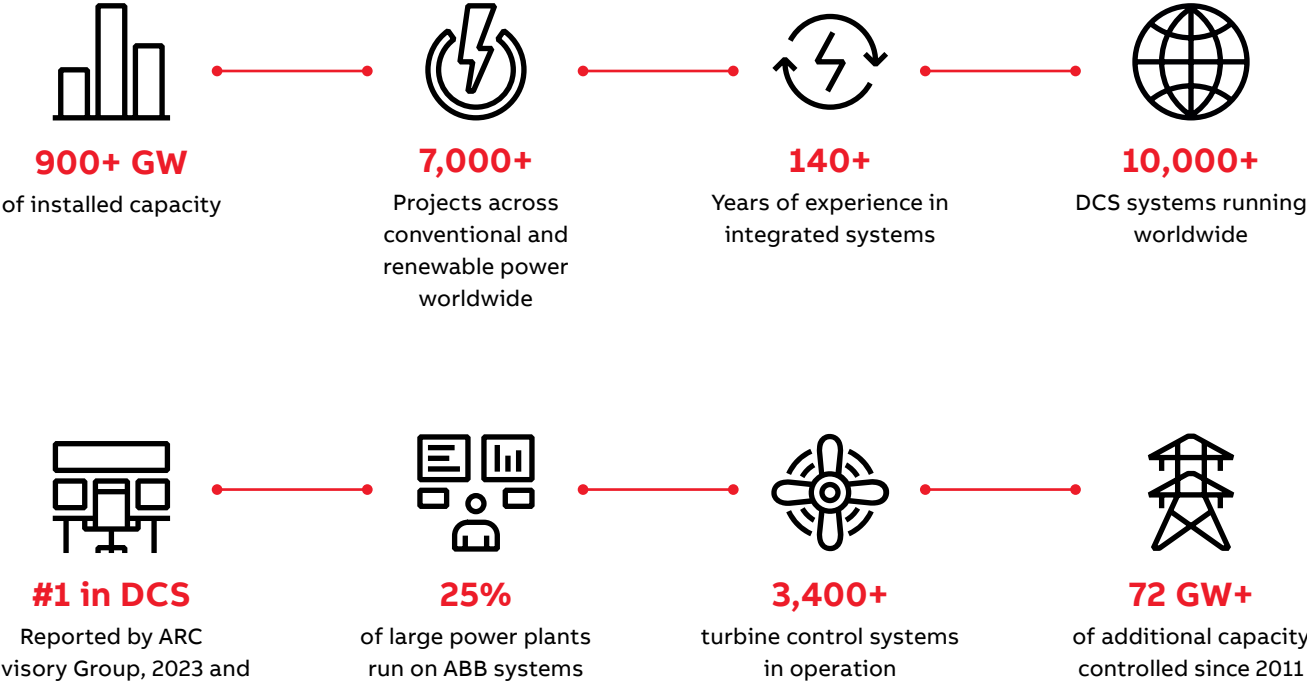 900+ GW
of installed capacity
7,000+
Projects across
conventional and
renewable power
worldwide
140+
Years of experience in
integrated systems
10,000+
DCS systems running
worldwide
#1 in DCS
Reported by ARC
visory Group, 2023 and
25%
of large power plants
run on ABB systems
3,400+
turbine control systems
in operation
72 GW+
of additional capacity
controlled since 2011